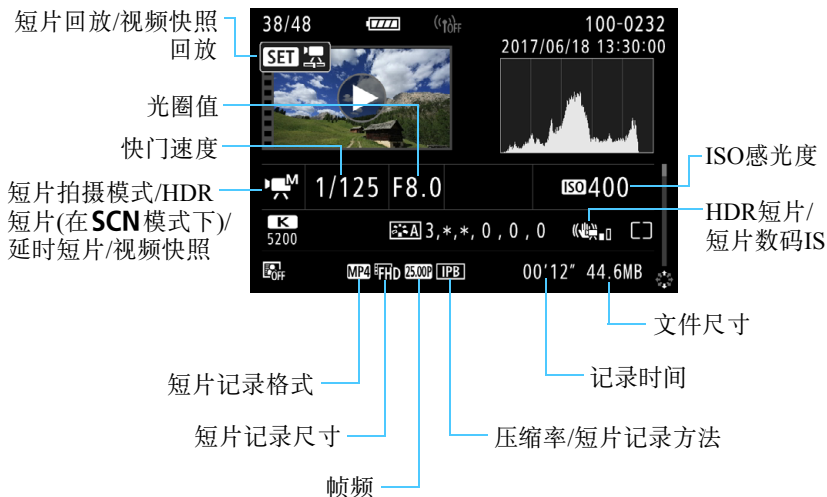 短片回放/视频快照
回放
光圈值
快门速度
短片拍摄模式/HDR
短片(在SCN模式下)/
延时短片/视频快照
38/48
OFF
100-0232
2017/06/18 13:30:00
SET
M
1/125 F8.0
ISO400
K
5200
A 3,*,*,0,0,0
OFF
MP4 FHD 25.00P IPB
00'12" 44.6MB
ISO感光度
HDR短片/
短片数码IS
文件尺寸
记录时间
短片记录格式
短片记录尺寸
压缩率/短片记录方法
帧频